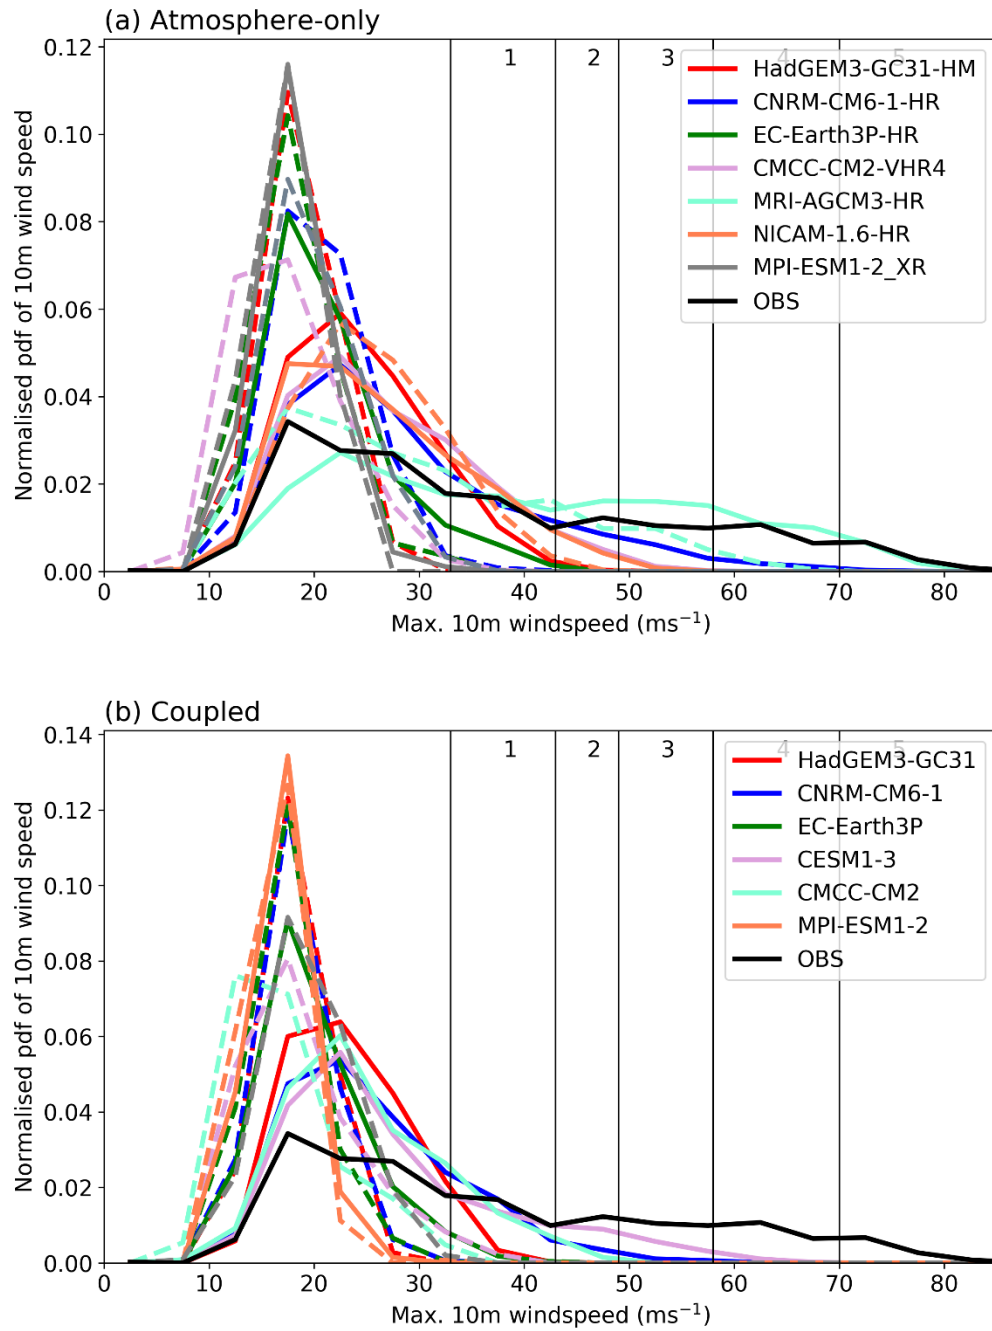 (a) Atmosphere-only
0.12
0.10
0.08
0.06
0.04
0.02
0.00
Normalised pdf of 10m wind speed
1 2 3 4 5
HadGEM3-GC31-HM
CNRM-CM6-1-HR
EC-Earth3P-HR
CMCC-CM2-VHR4
MRI-AGCM3-HR
NICAM-1.6-HR
MPI-ESM1-2_XR
OBS
0 10 20 30 40 50 60 70 80
Max. 10m windspeed (ms⁻¹)
(b) Coupled
0.14
0.12
0.10
0.08
0.06
0.04
0.02
0.00
Normalised pdf of 10m wind speed
1 2 3 4 5
HadGEM3-GC31
CNRM-CM6-1
EC-Earth3P
CESM1-3
CMCC-CM2
MPI-ESM1-2
OBS
0 10 20 30 40 50 60 70 80
Max. 10m windspeed (ms⁻¹)